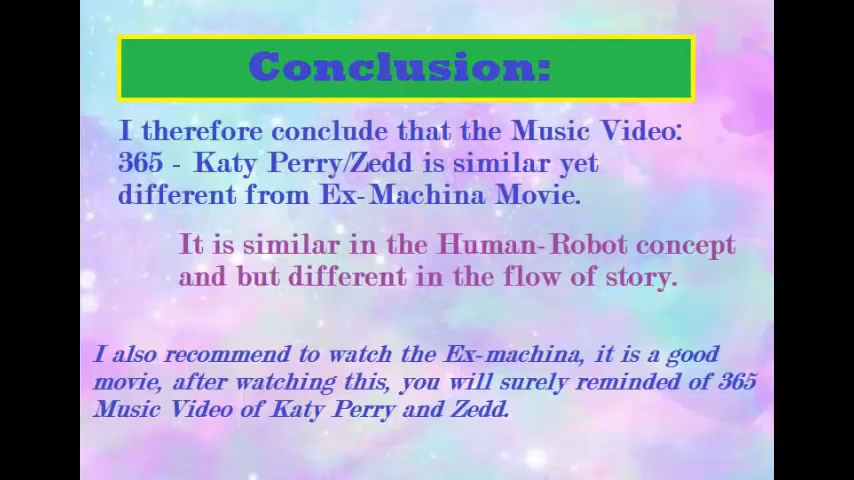 Conclusion:
I therefore conclude that the Music Video:
365 - Katy Perry/Zedd is similar yet
different from Ex-Machina Movie.
It is similar in the Human-Robot concept
and but different in the flow of story.
I also recommend to watch the Ex-machina, it is a good
movie, after watching this, you will surely reminded of 365
Music Video of Katy Perry and Zedd.